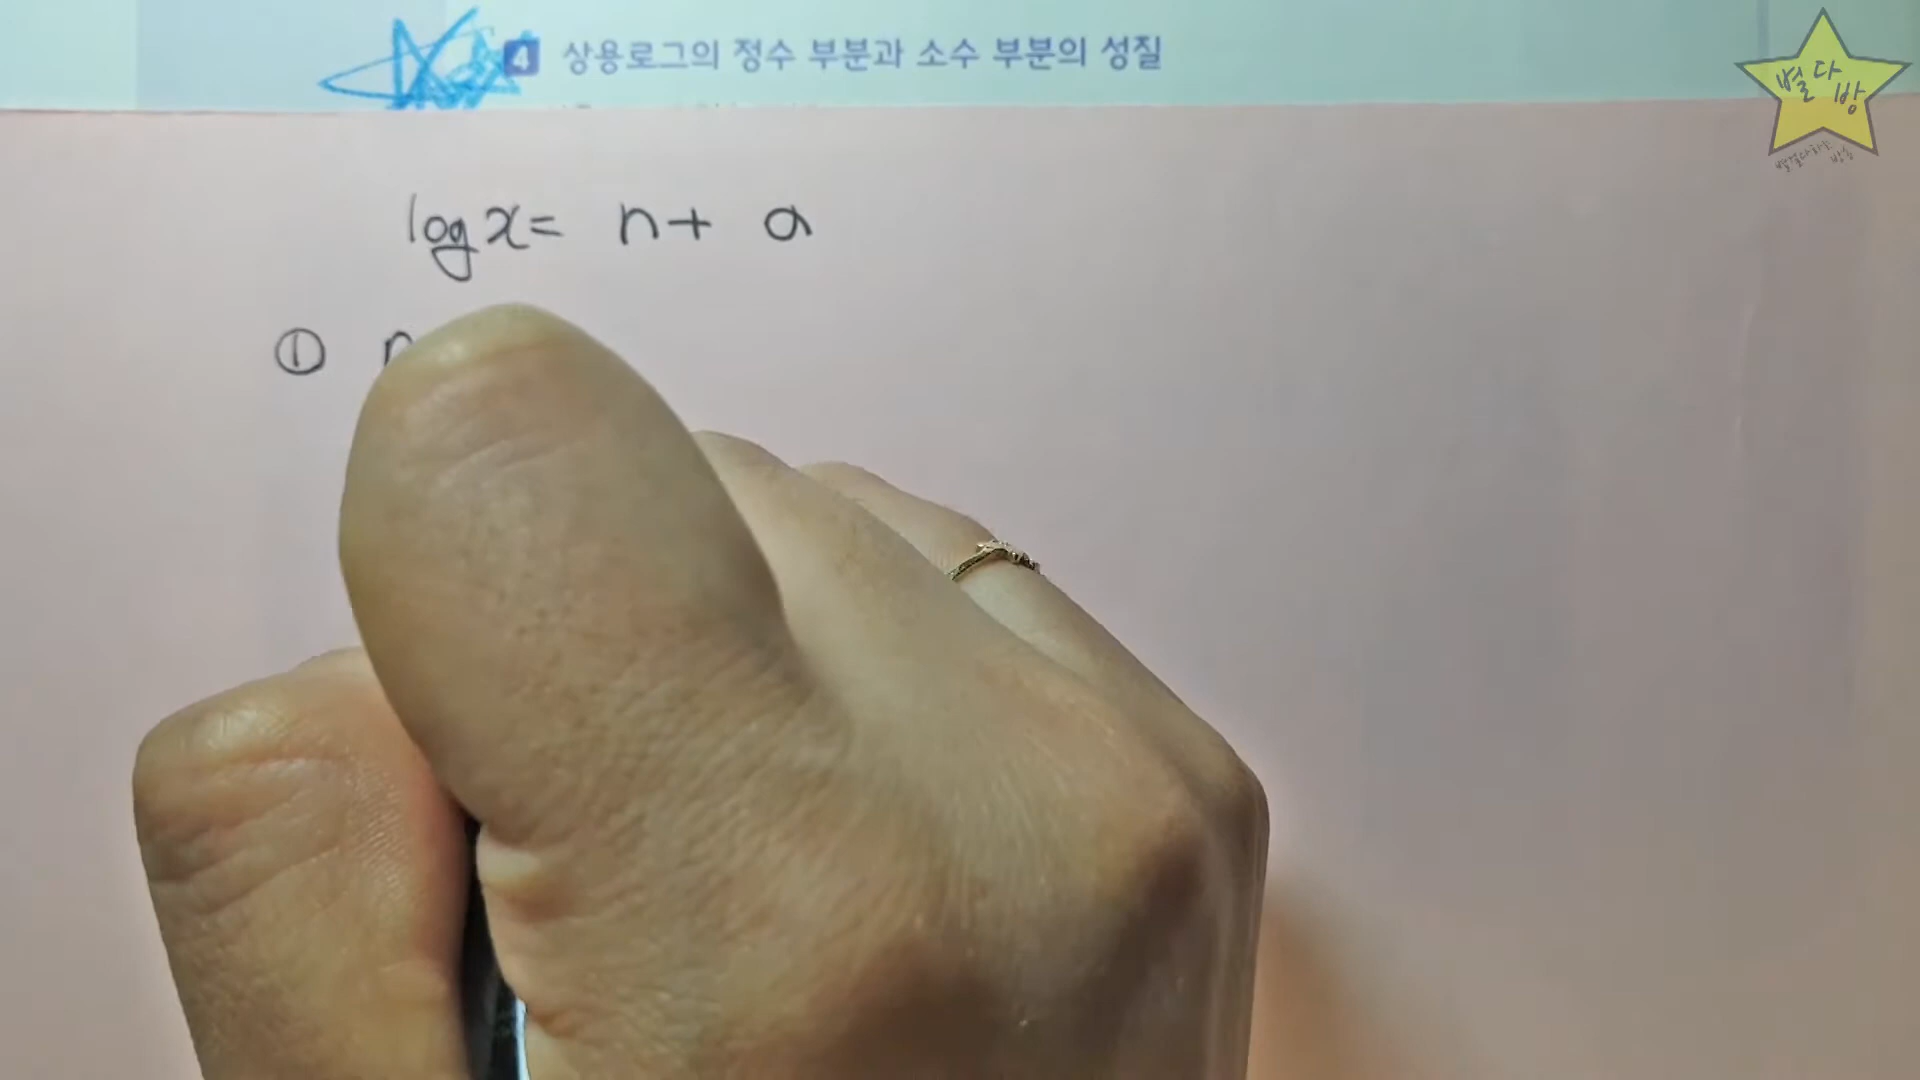 4 상용로그의 정수 부분과 소수 부분의 성질
별다방
log x = n + a
① n